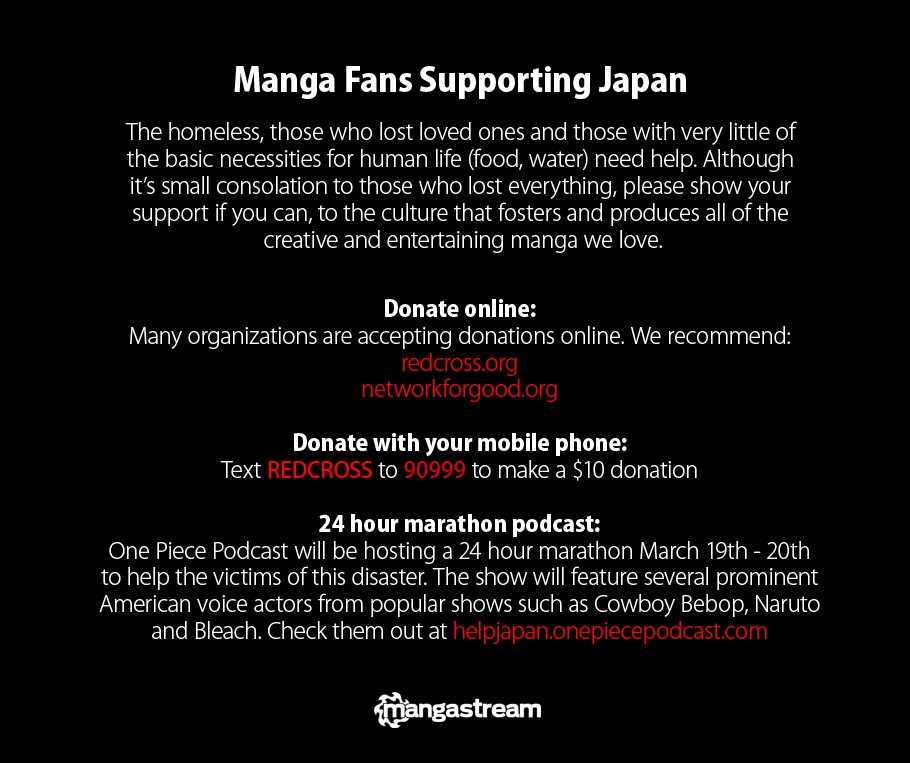 Manga Fans Supporting Japan
The homeless, those who lost loved ones and those with very little of
the basic necessities for human life (food, water) need help. Although
it's small consolation to those who lost everything, please show your
support if you can, to the culture that fosters and produces all of the
creative and entertaining manga we love.
Donate online:
Many organizations are accepting donations online. We recommend:
redcross.org
networkforgood.org
Donate with your mobile phone:
Text REDCROSS to 90999 to make a $10 donation
24 hour marathon podcast:
One Piece Podcast will be hosting a 24 hour marathon March 19th - 20th
to help the victims of this disaster. The show will feature several prominent
American voice actors from popular shows such as Cowboy Bebop, Naruto
and Bleach. Check them out at helpjapan.onepiecepodcast.com
mangastream